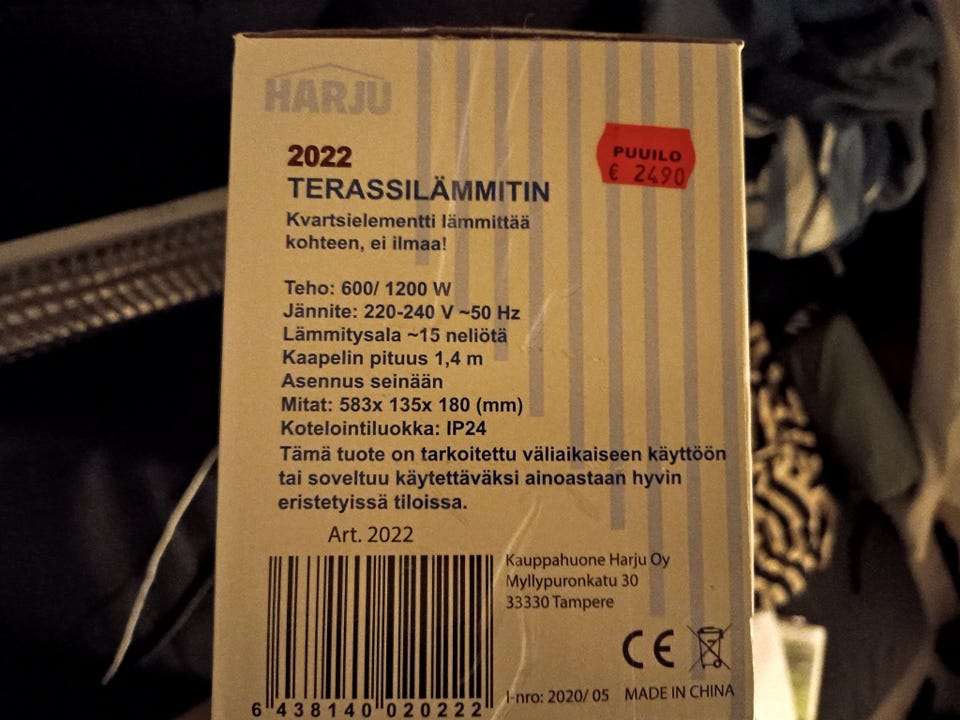 HARJU
PUUILO
€ 2490
2022
TERASSILÄMMITIN
Kvartsielementti lämmittää
kohteen, ei ilmaa!
Teho: 600/ 1200 W
Jännite: 220-240 V ~50 Hz
Lämmitysala ~15 neliötä
Kaapelin pituus 1,4 m
Asennus seinään
Mitat: 583x 135x 180 (mm)
Kotelointiluokka: IP24
Tämä tuote on tarkoitettu väliaikaiseen käyttöön
tai soveltuu käytettäväksi ainoastaan hyvin
eristetyissä tiloissa.
Art. 2022
Kauppahuone Harju Oy
Myllypuronkatu 30
33330 Tampere
CE
I-nro: 2020/ 05 MADE IN CHINA
6 438140 020222